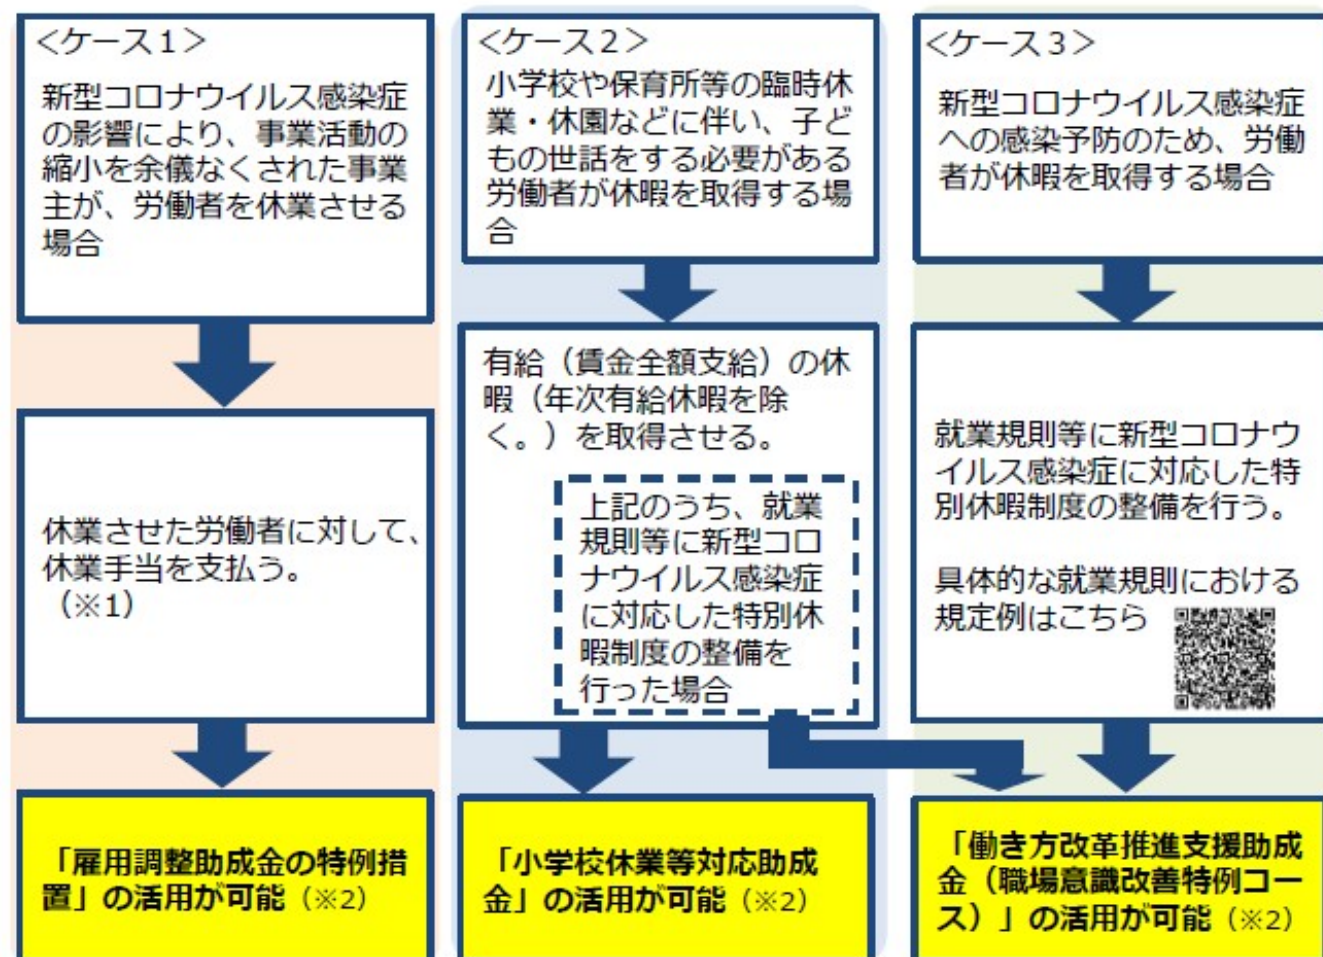 <ケース１>
新型コロナウイルス感染症
の影響により、事業活動の
縮小を余儀なくされた事業
主が、労働者を休業させる
場合
休業させた労働者に対して、
休業手当を支払う。
（※1）
「雇用調整助成金の特例措
置」の活用が可能（※2）
<ケース２>
小学校や保育所等の臨時休
業・休園などに伴い、子ど
もの世話をする必要がある
労働者が休暇を取得する場
合
有給（賃金全額支給）の休
暇（年次有給休暇を除
く。）を取得させる。
上記のうち、就業
規則等に新型コロ
ナウイルス感染症
に対応した特別休
暇制度の整備を
行った場合
「小学校休業等対応助成
金」の活用が可能（※2）
<ケース３>
新型コロナウイルス感染症
への感染予防のため、労働
者が休暇を取得する場合
就業規則等に新型コロナウ
イルス感染症に対応した特
別休暇制度の整備を行う。
具体的な就業規則における
規定例はこちら
「働き方改革推進支援助成
金（職場意識改善特例コー
ス）」の活用が可能（※2）